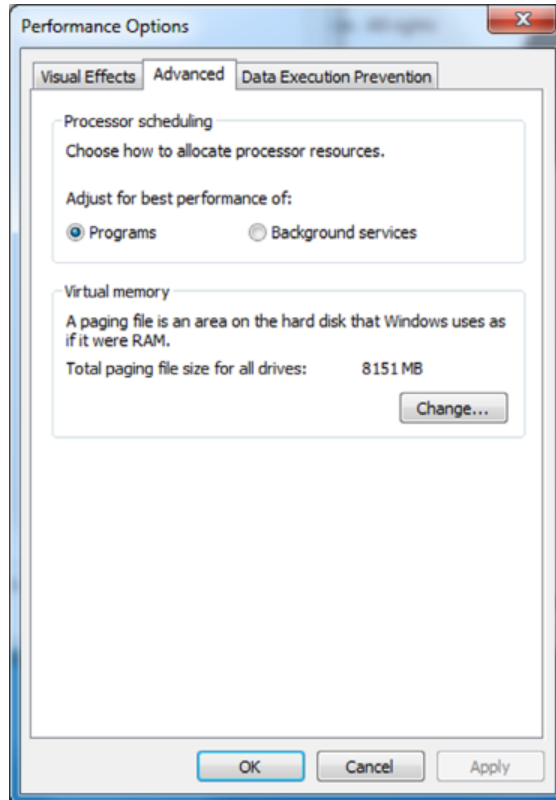 Performance Options
Visual Effects
Advanced
Data Execution Prevention
Processor scheduling
Choose how to allocate processor resources.
Adjust for best performance of:
Programs
Background services
Virtual memory
A paging file is an area on the hard disk that Windows uses as
if it were RAM.
Total paging file size for all drives: 8151 MB
Change...
OK
Cancel
Apply